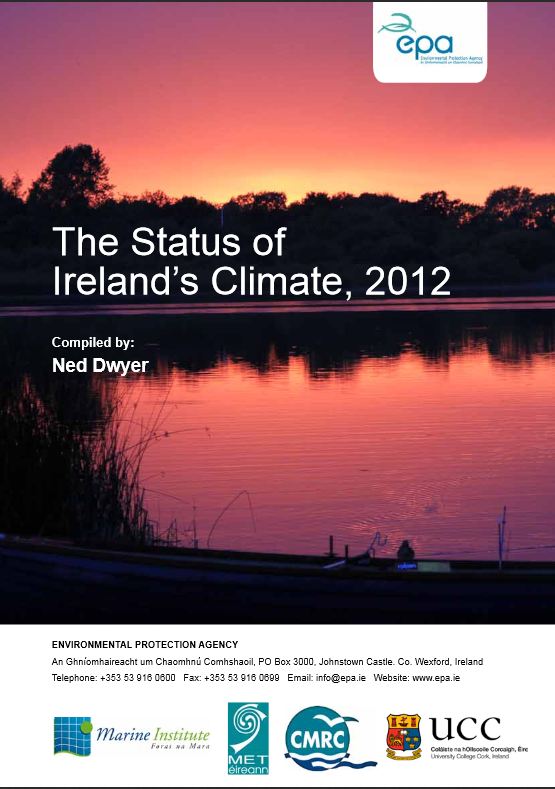 epa
Environmental Protection Agency
An Ghníomhaireacht um Chaomhnú Comhshaoil
The Status of
Ireland’s Climate, 2012
Compiled by:
Ned Dwyer
ENVIRONMENTAL PROTECTION AGENCY
An Ghníomhaireacht um Chaomhnú Comhshaoil, PO Box 3000, Johnstown Castle. Co. Wexford, Ireland
Telephone: +353 53 916 0600 Fax: +353 53 916 0699 Email: info@epa.ie Website: www.epa.ie
Marine Institute
Foras na Mara
MET
éireann
CMRC
UCC
Coláiste na hOllscoile Corcaigh, Éire
University College Cork, Ireland